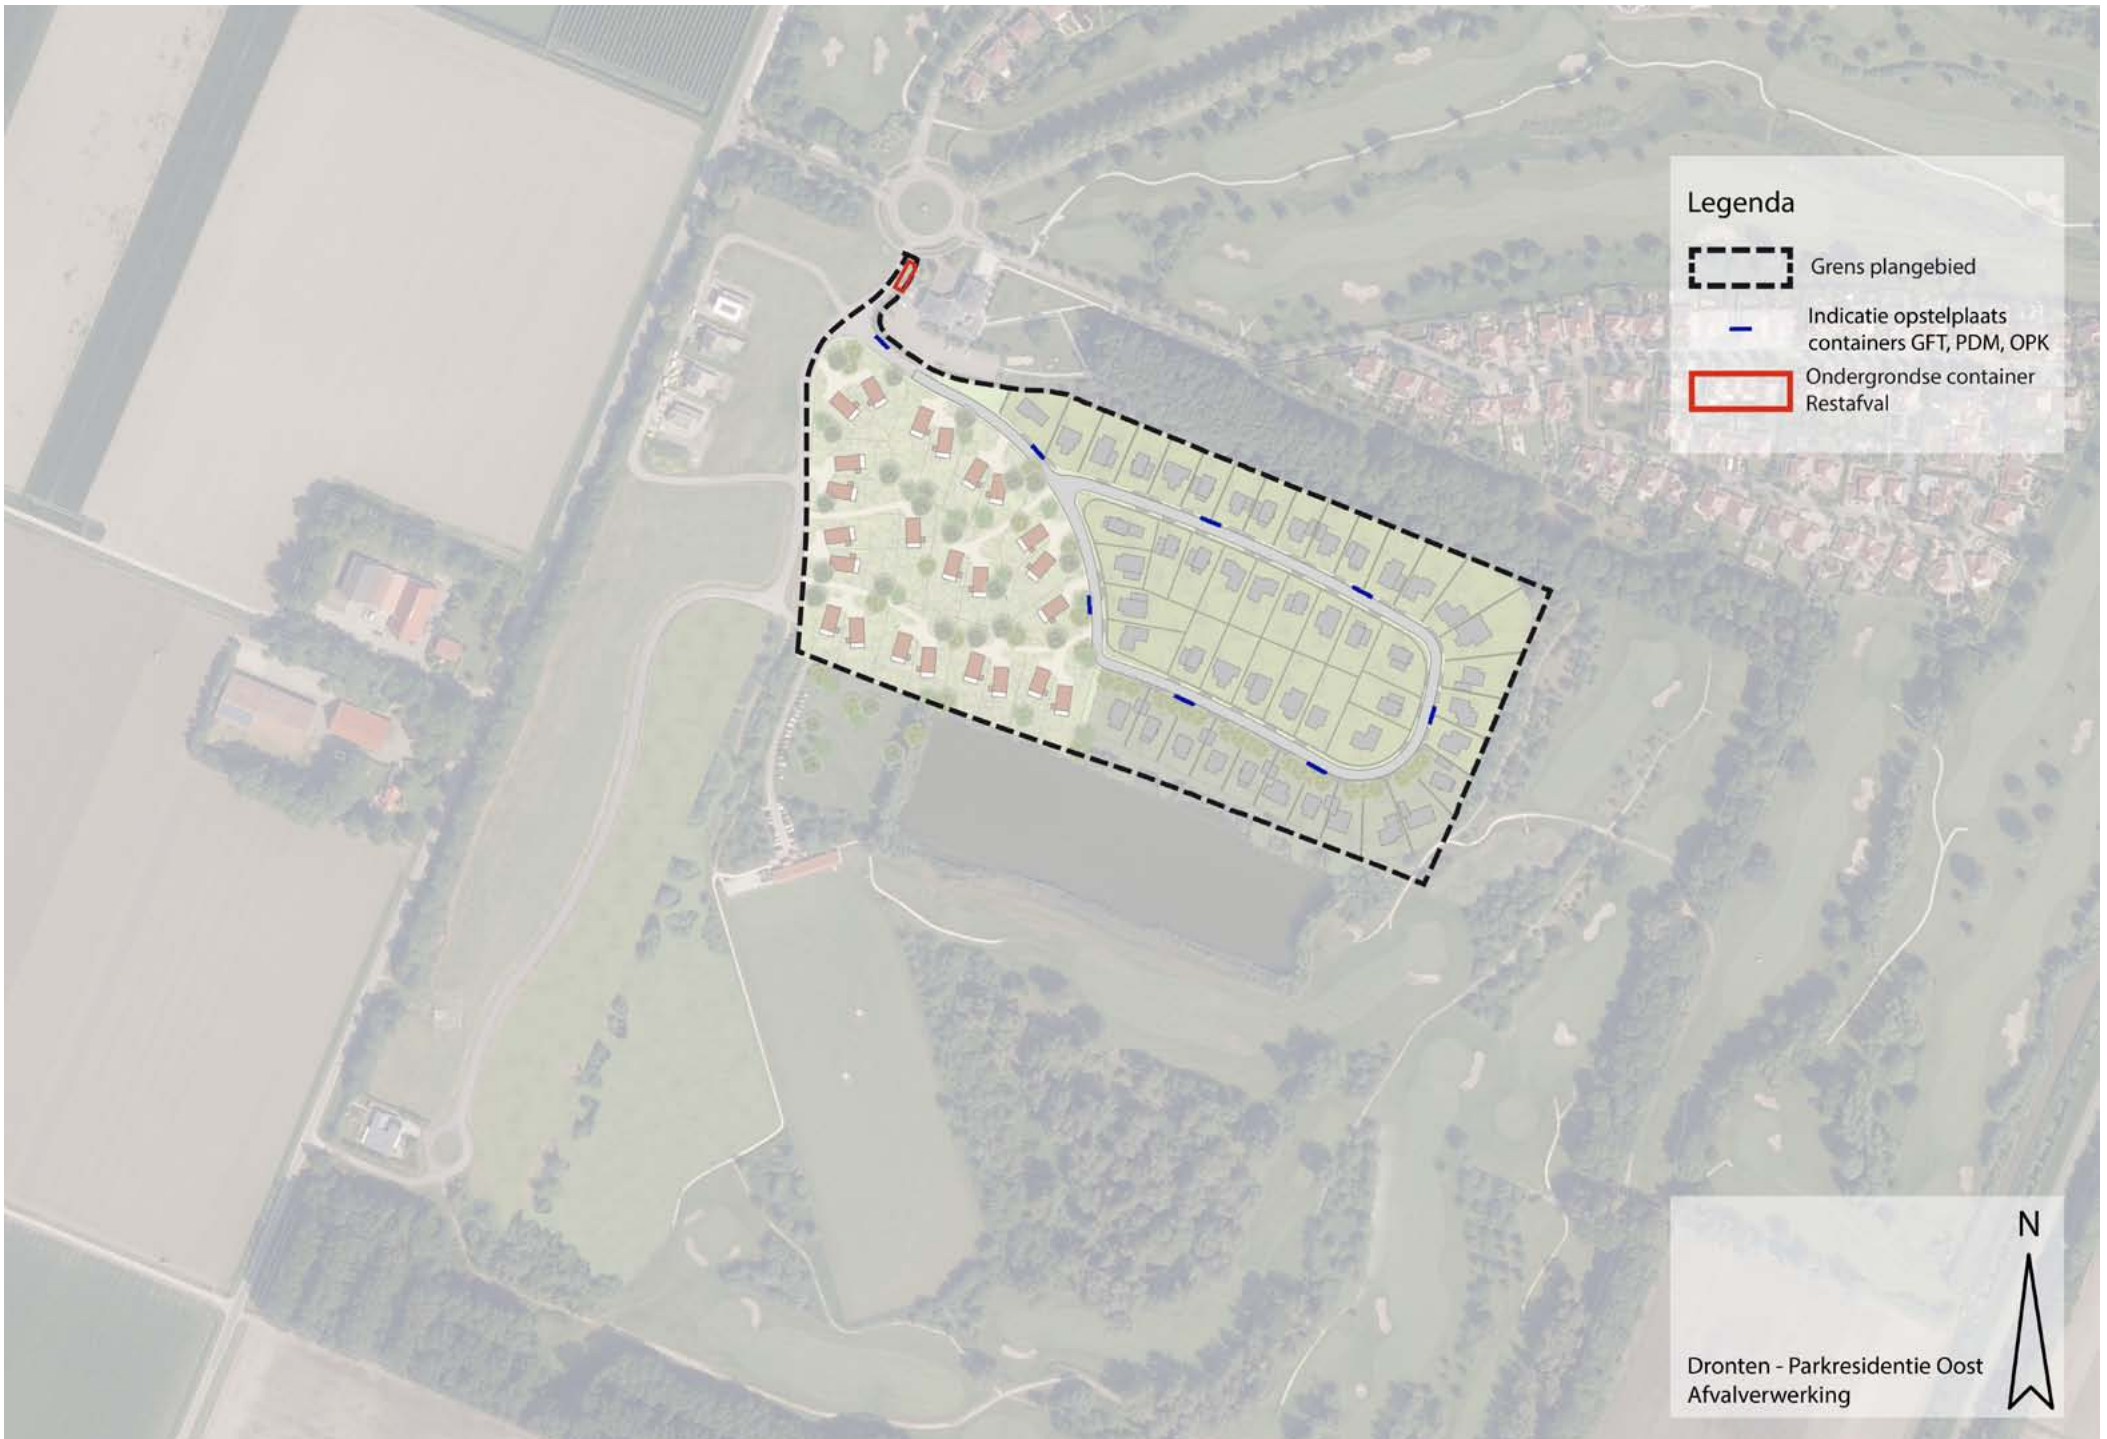 Legenda
Grens plangebied
Indicatie opstelplaats
containers GFT, PDM, OPK
Ondergrondse container
Restafval
N
Dronten - Parkresidentie Oost
Afvalverwerking